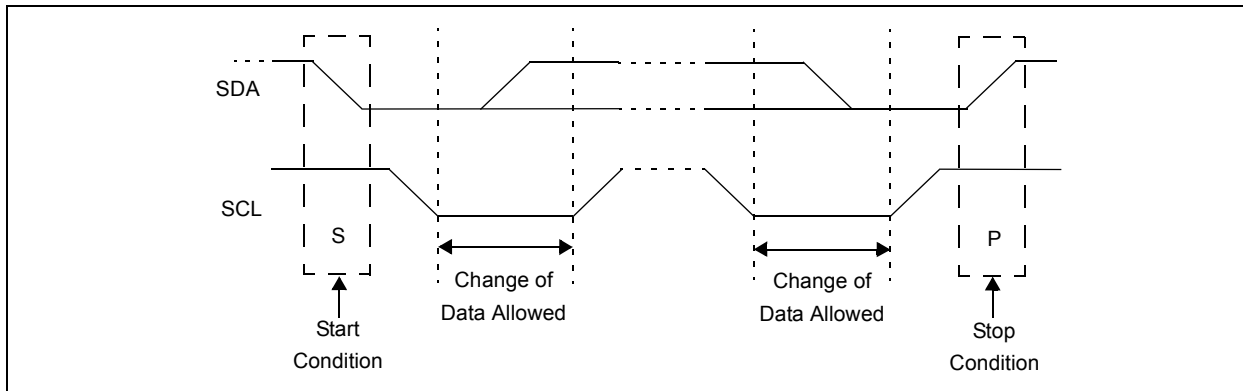 SDA
SCL
S
P
Change of
Data Allowed
Change of
Data Allowed
Start
Condition
Stop
Condition